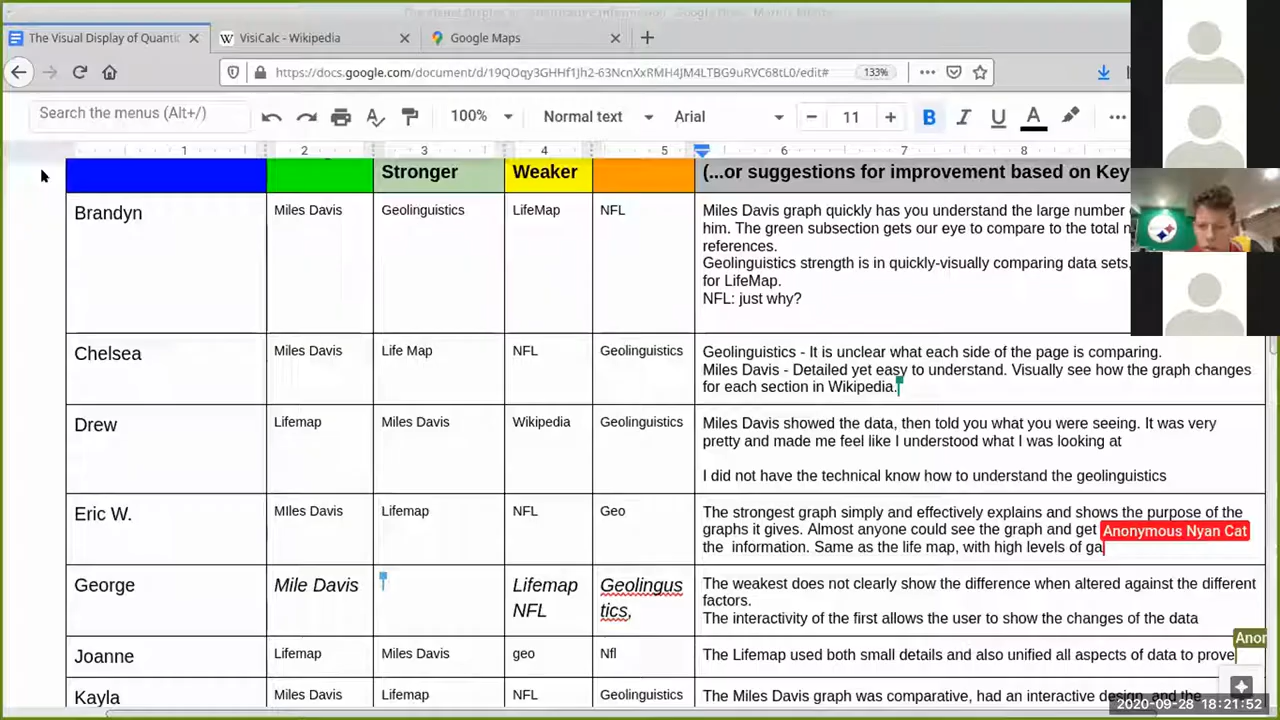 The Visual Display of Quantic
VisiCalc - Wikipedia
Google Maps
https://docs.google.com/document/d/19QOqy3GHHf1Jh2-63NcnXxRMH4JM4LTBG9uRVC68tL0/edit#
133%
Search the menus (Alt+/)
100%
Normal text
Arial
11
B
I
U
A
1 2 3 4 5 6 7 8
Stronger
Weaker
(...or suggestions for improvement based on Key
Brandyn
Miles Davis
Geolinguistics
LifeMap
NFL
Miles Davis graph quickly has you understand the large number
him. The green subsection gets our eye to compare to the total
references.
Geolinguistics strength is in quickly-visually comparing data sets,
for LifeMap.
NFL: just why?
Chelsea
Miles Davis
Life Map
NFL
Geolinguistics
Geolinguistics - It is unclear what each side of the page is comparing.
Miles Davis - Detailed yet easy to understand. Visually see how the graph changes
for each section in Wikipedia.
Drew
Lifemap
Miles Davis
Wikipedia
Geolinguistics
Miles Davis showed the data, then told you what you were seeing. It was very
pretty and made me feel like I understood what I was looking at
I did not have the technical know how to understand the geolinguistics
Eric W.
MIles Davis
Lifemap
NFL
Geo
The strongest graph simply and effectively explains and shows the purpose of the
graphs it gives. Almost anyone could see the graph and get
Anonymous Nyan Cat
the information. Same as the life map, with high levels of ga
George
Mile Davis
Lifemap
NFL
Geolingus
tics,
The weakest does not clearly show the difference when altered against the different
factors.
The interactivity of the first allows the user to show the changes of the data
Anon
Joanne
Lifemap
Miles Davis
geo
Nfl
The Lifemap used both small details and also unified all aspects of data to prove
Kayla
Miles Davis
Lifemap
NFL
Geolinguistics
The Miles Davis graph was comparative, had an interactive design, and the
2020-09-28 18:21:52